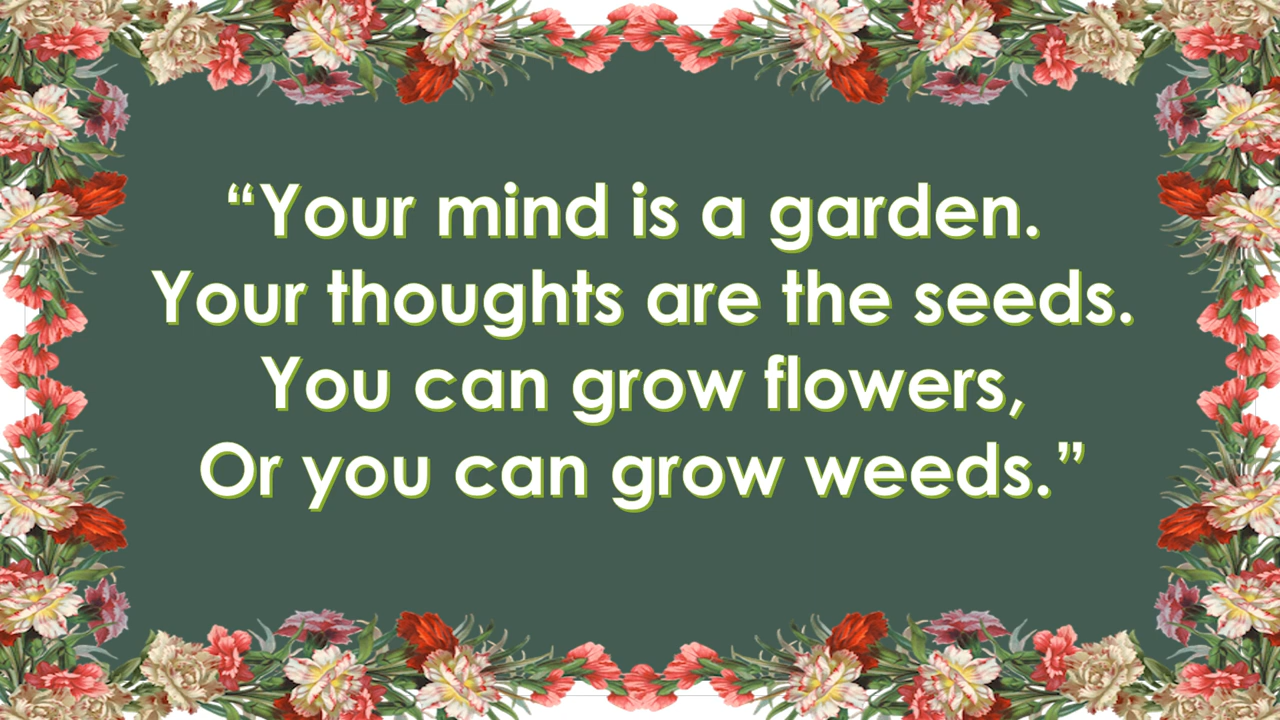 “Your mind is a garden.
Your thoughts are the seeds.
You can grow flowers,
Or you can grow weeds.”